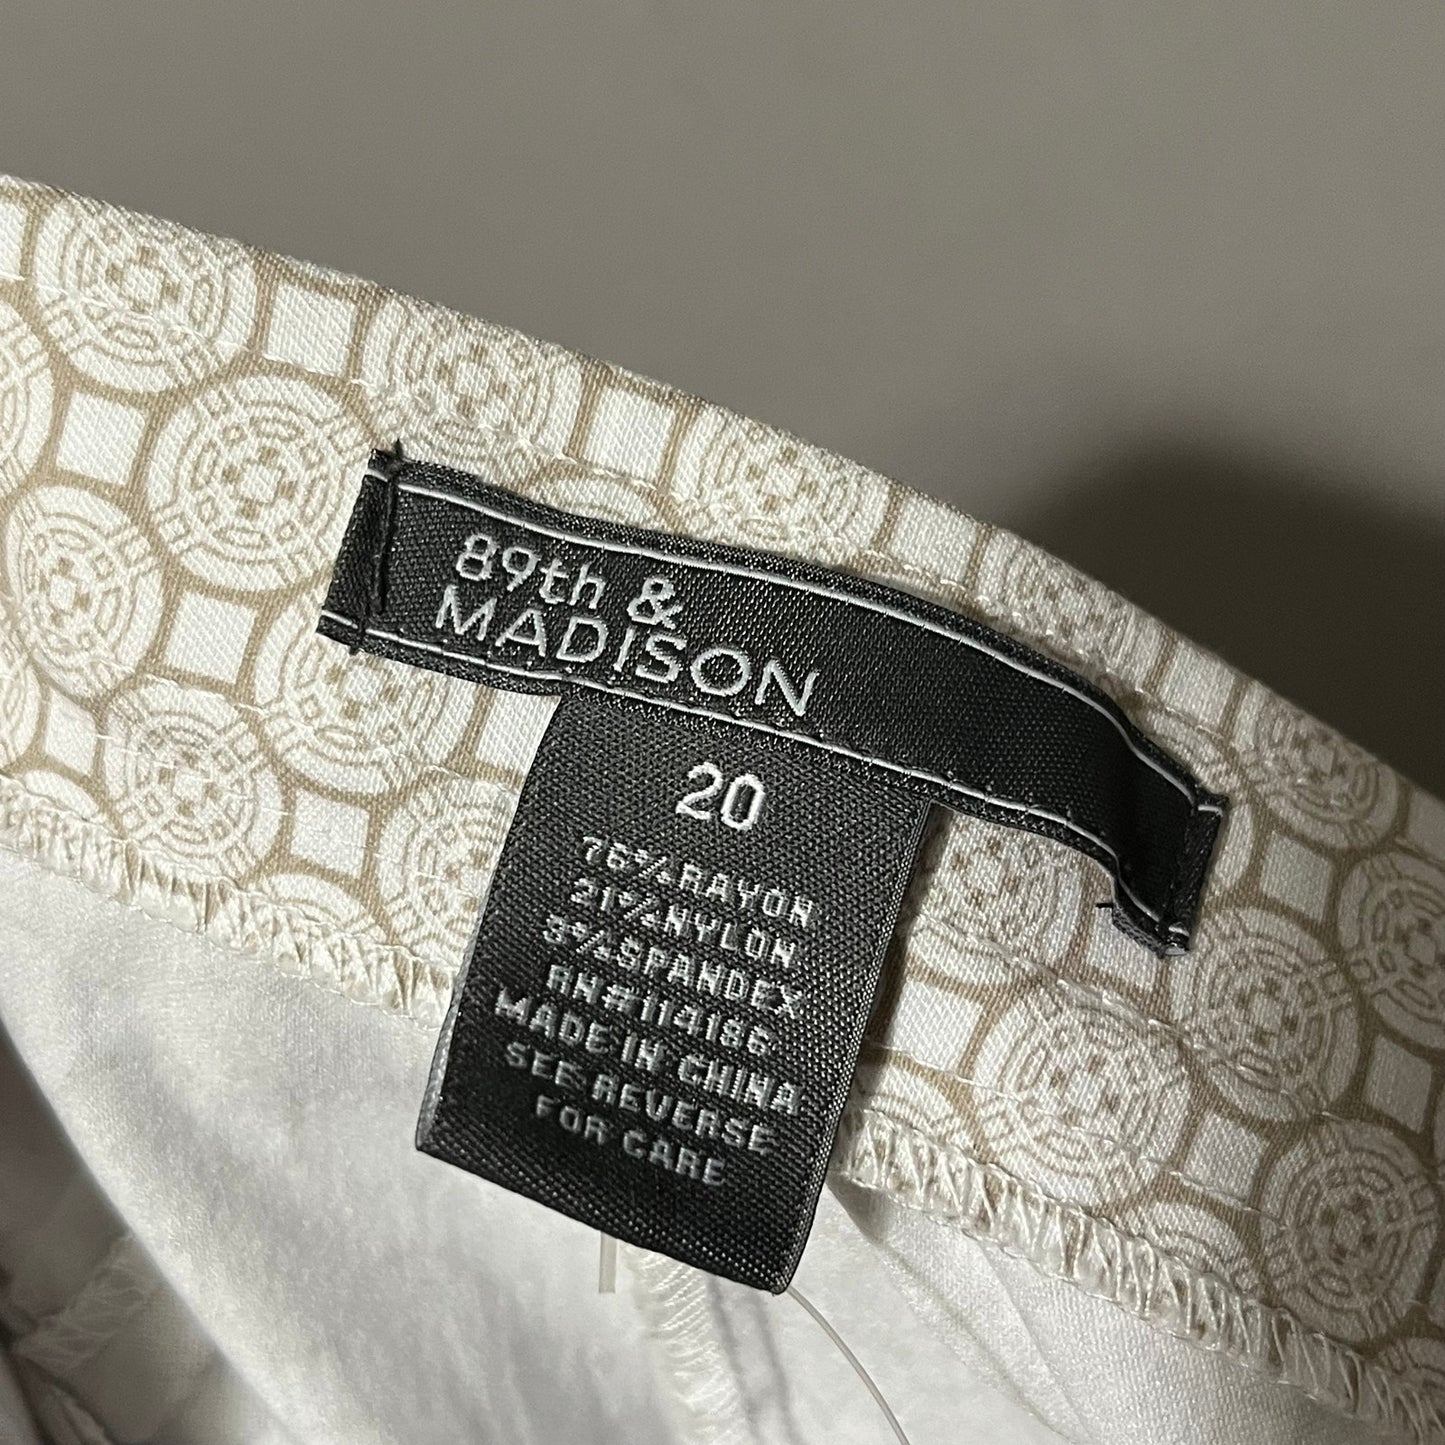 89th &
MADISON
20
76%RAYON
21%NYLON
3%SPANDEX
RN#114186
MADE IN CHINA
SEE REVERSE
FOR CARE